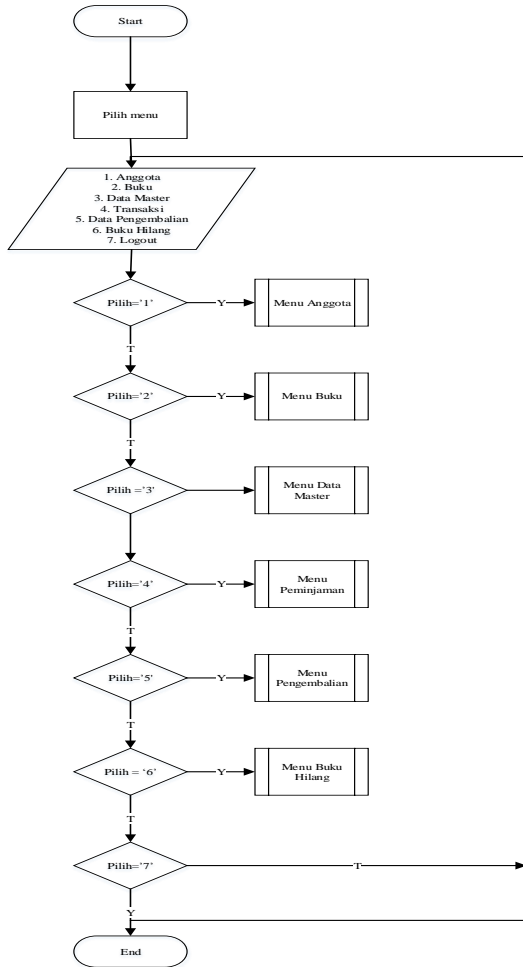 Start
Pilih menu
1. Anggota
2. Buku
3. Data Master
4. Transaksi
5. Data Pengembalian
6. Buku Hilang
7. Logout
Pilih='1'
Y
Menu Anggota
T
Pilih='2'
Y
Menu Buku
T
Pilih ='3'
Menu Data
Master
Pilih='4'
Y
Menu
Peminjaman
T
Pilih='5'
Y
Menu
Pengembalian
T
Pilih = '6'
Y
Menu Buku
Hilang
T
Pilih='7'
T
Y
End